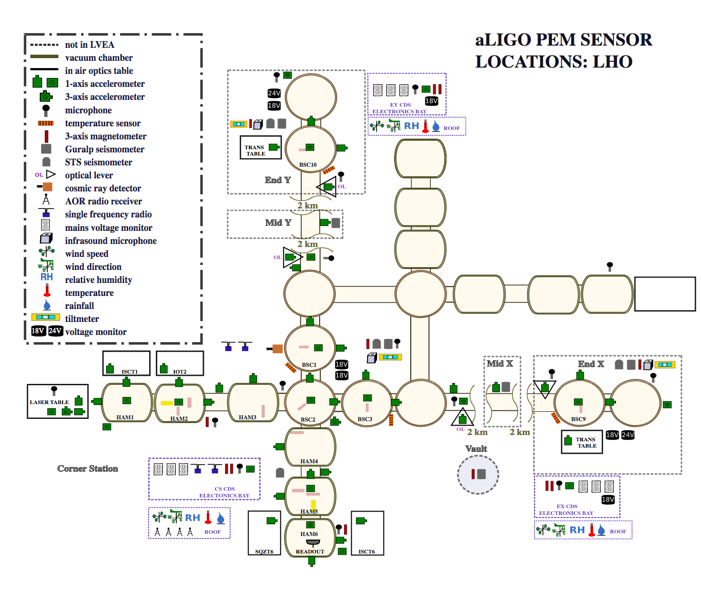 aLIGO PEM SENSOR
LOCATIONS: LHO
not in LVEA
vacuum chamber
in air optics table
1-axis accelerometer
3-axis accelerometer
microphone
temperature sensor
3-axis magnetometer
Guralp seismometer
STS seismometer
OL optical lever
cosmic ray detector
AOR radio receiver
single frequency radio
mains voltage monitor
infrasound microphone
wind speed
wind direction
RH relative humidity
temperature
rainfall
tiltmeter
18V 24V voltage monitor
24V
18V
TRANS
TABLE
BSC10
End Y
OL
2 km
Mid Y
2 km
OL
18V
EY CDS
ELECTRONICS BAY
RH
ROOF
BSC1
18V
18V
ISCT1
IOT2
LASER TABLE
HAM1
HAM2
HAM3
BSC2
BSC3
OL
2 km
Mid X
2 km
End X
BSC9
TRANS
TABLE
18V 24V
18V
EX CDS
ELECTRONICS BAY
RH
ROOF
Vault
Corner Station
CS CDS
ELECTONICS BAY
RH
ROOF
HAM4
HAM5
HAM6
READOUT
SQZT6
ISCT6